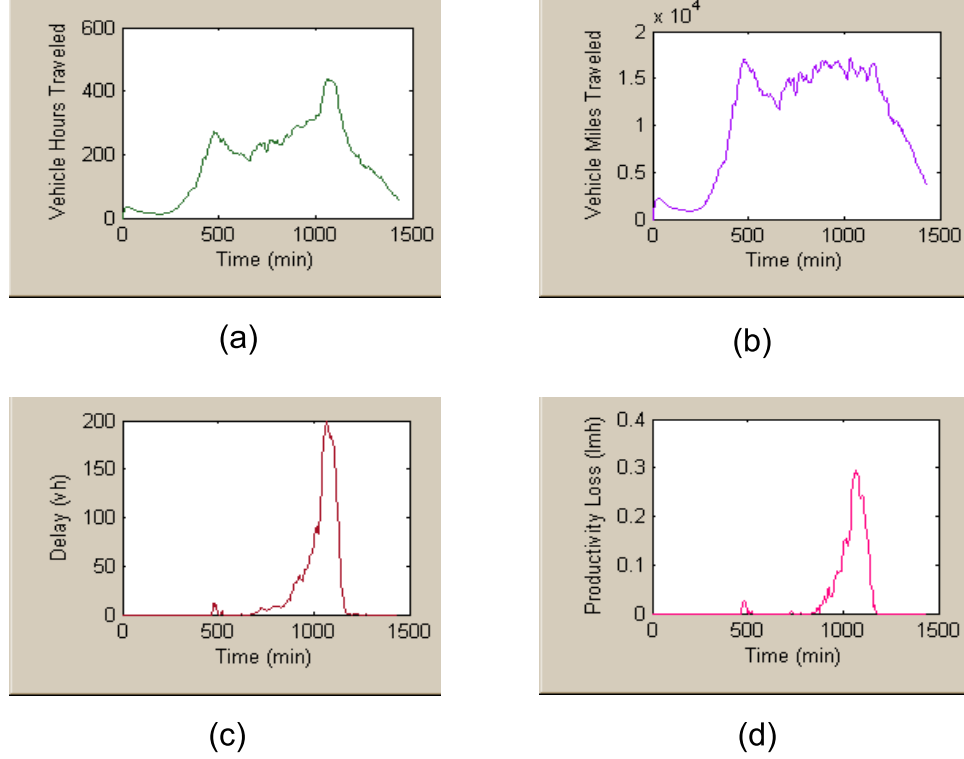 600
400
200
0
0 500 1000 1500
Vehicle Hours Traveled
Time (min)
(a)
x 10^4
2
1.5
1
0.5
0
0 500 1000 1500
Vehicle Miles Traveled
Time (min)
(b)
200
150
100
50
0
0 500 1000 1500
Delay (vh)
Time (min)
(c)
0.4
0.3
0.2
0.1
0
0 500 1000 1500
Productivity Loss (lmh)
Time (min)
(d)